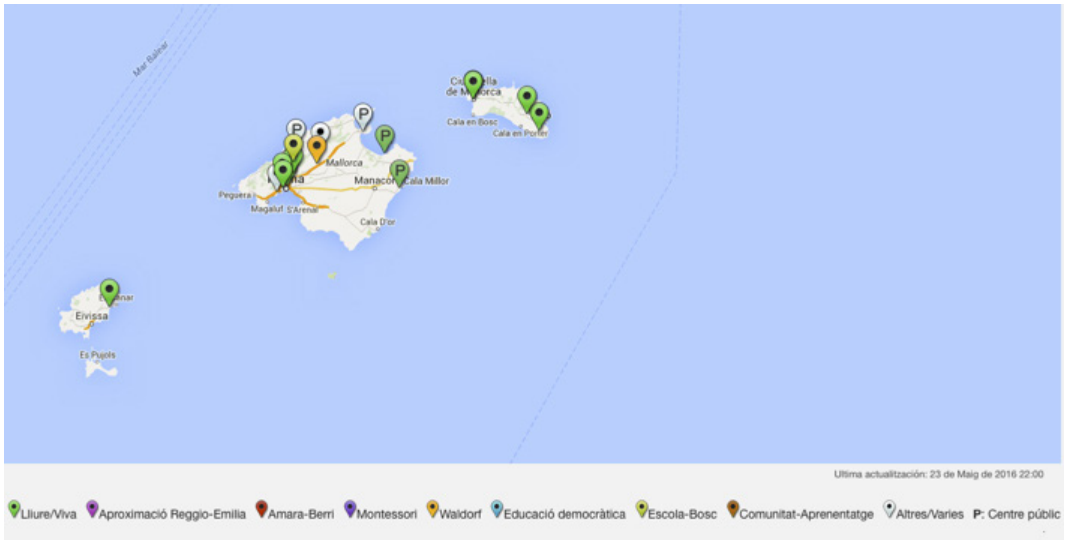 Mar Balear
P
P
P
P
Mallorca
Manacor
Cala Millor
Peguera
Magaluf
S'Arenal
Cala D'or
de
Cala en Bosc
Cala en Porter
Eivissa
Es Pujols
Ultima actualització: 23 de Maig de 2016 22:00
Lliure/Viva Aproximació Reggio-Emilia Amara-Berri Montessori Waldorf Educació democràtica Escola-Bosc Comunitat-Aprenentatge Altres/Varies P: Centre públic